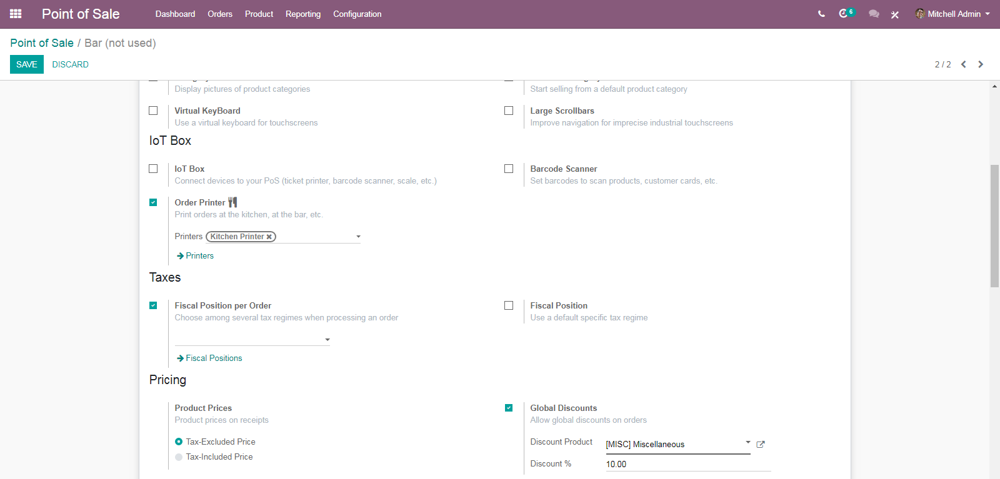 Point of Sale Dashboard Orders Product Reporting Configuration 6 Mitchell Admin
Point of Sale / Bar (not used)
SAVE DISCARD 2 / 2
Display pictures of product categories
Start selling from a default product category
Virtual KeyBoard
Use a virtual keyboard for touchscreens
Large Scrollbars
Improve navigation for imprecise industrial touchscreens
IoT Box
IoT Box
Connect devices to your PoS (ticket printer, barcode scanner, scale, etc.)
Barcode Scanner
Set barcodes to scan products, customer cards, etc.
Order Printer
Print orders at the kitchen, at the bar, etc.
Printers Kitchen Printer
Printers
Taxes
Fiscal Position per Order
Choose among several tax regimes when processing an order
Fiscal Positions
Fiscal Position
Use a default specific tax regime
Pricing
Product Prices
Product prices on receipts
Tax-Excluded Price
Tax-Included Price
Global Discounts
Allow global discounts on orders
Discount Product [MISC] Miscellaneous
Discount % 10.00